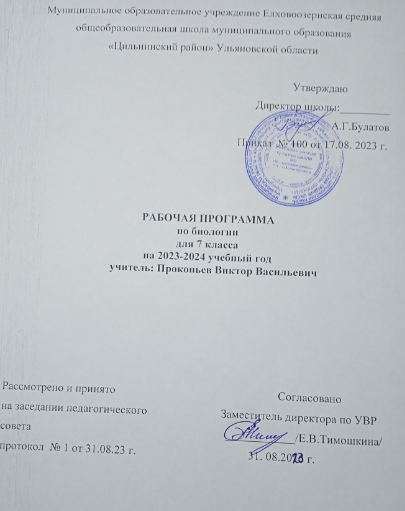 Муниципальное образовательное учреждение Елховоозернская средняя
общеобразовательная школа муниципального образования
«Цильнинский район» Ульяновской области
Утверждаю
Директор школы:________
А.Г.Булатов
Приказ № 100 от 17.08. 2023 г.
РАБОЧАЯ ПРОГРАММА
по биологии
для 7 класса
на 2023-2024 учебный год
учитель: Прокопьев Виктор Васильевич
Рассмотрено и принято
на заседании педагогического
совета
протокол № 1 от 31.08.23 г.
Согласовано
Заместитель директора по УВР
/Е.В.Тимошкина/
31. 08.2023 г.